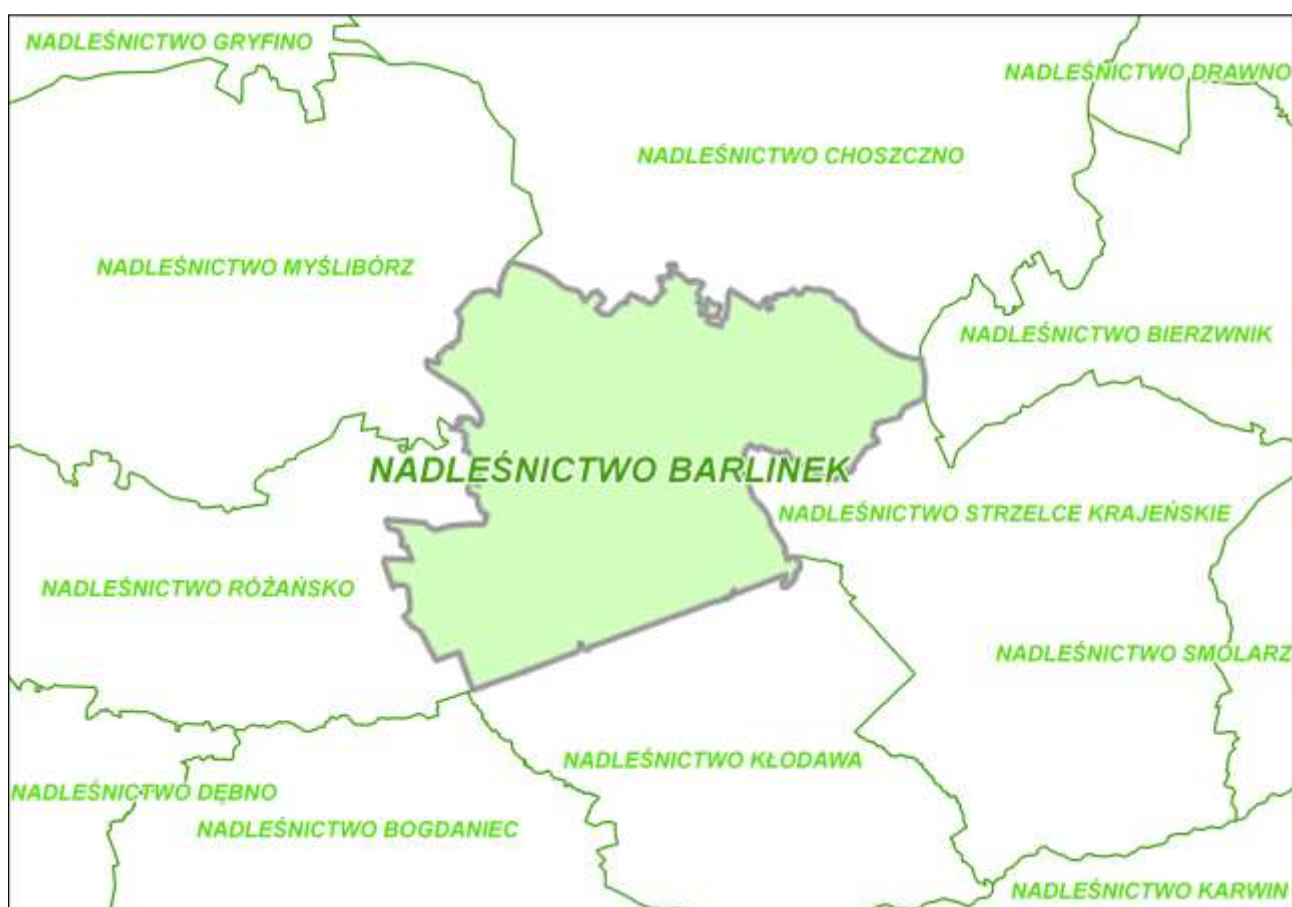 NADLEŚNICTWO GRYFINO
NADLEŚNICTWO DRAWNO
NADLEŚNICTWO CHOSZCZNO
NADLEŚNICTWO MYŚLIBÓRZ
NADLEŚNICTWO BIERZWNIK
NADLEŚNICTWO BARLINEK
NADLEŚNICTWO STRZELCE KRAJEŃSKIE
NADLEŚNICTWO RÓŻAŃSKO
NADLEŚNICTWO SMOLARZ
NADLEŚNICTWO KŁODAWA
NADLEŚNICTWO DĘBNO
NADLEŚNICTWO BOGDANIEC
NADLEŚNICTWO KARWIN